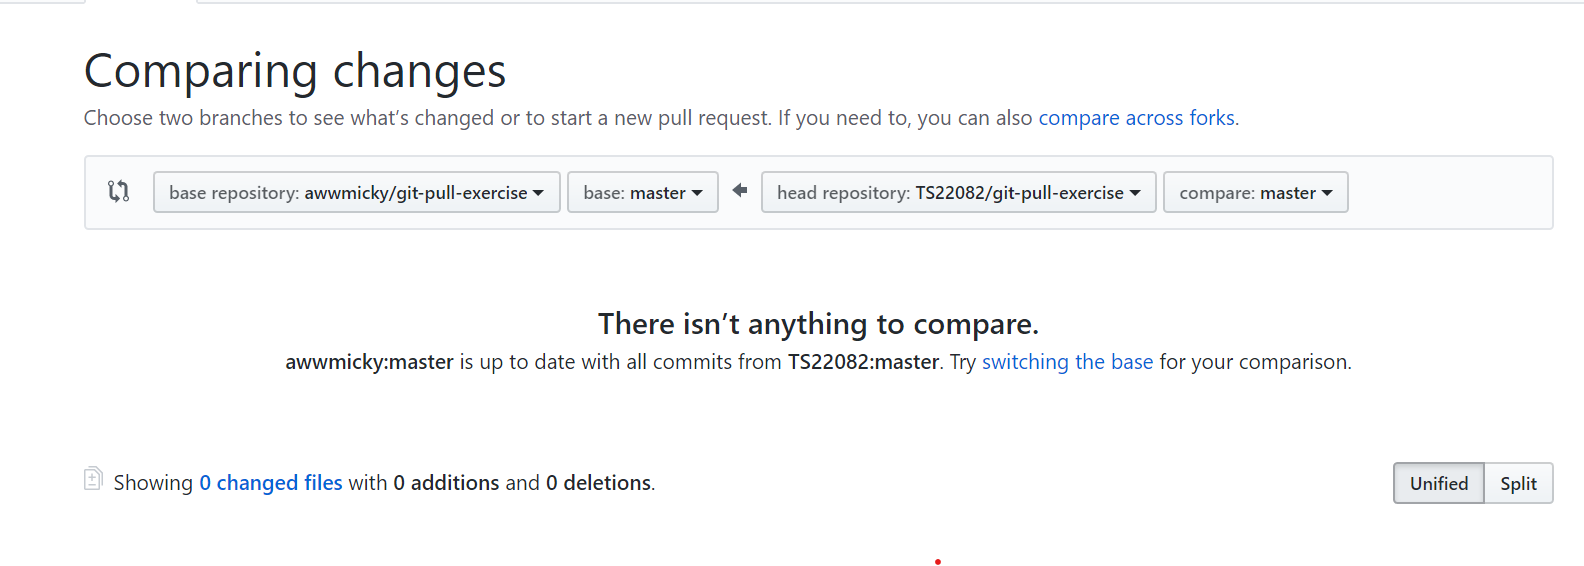 Comparing changes
Choose two branches to see what’s changed or to start a new pull request. If you need to, you can also compare across forks.
base repository: awwmicky/git-pull-exercise base: master head repository: TS22082/git-pull-exercise compare: master
There isn’t anything to compare.
awwmicky:master is up to date with all commits from TS22082:master. Try switching the base for your comparison.
Showing 0 changed files with 0 additions and 0 deletions. Unified Split